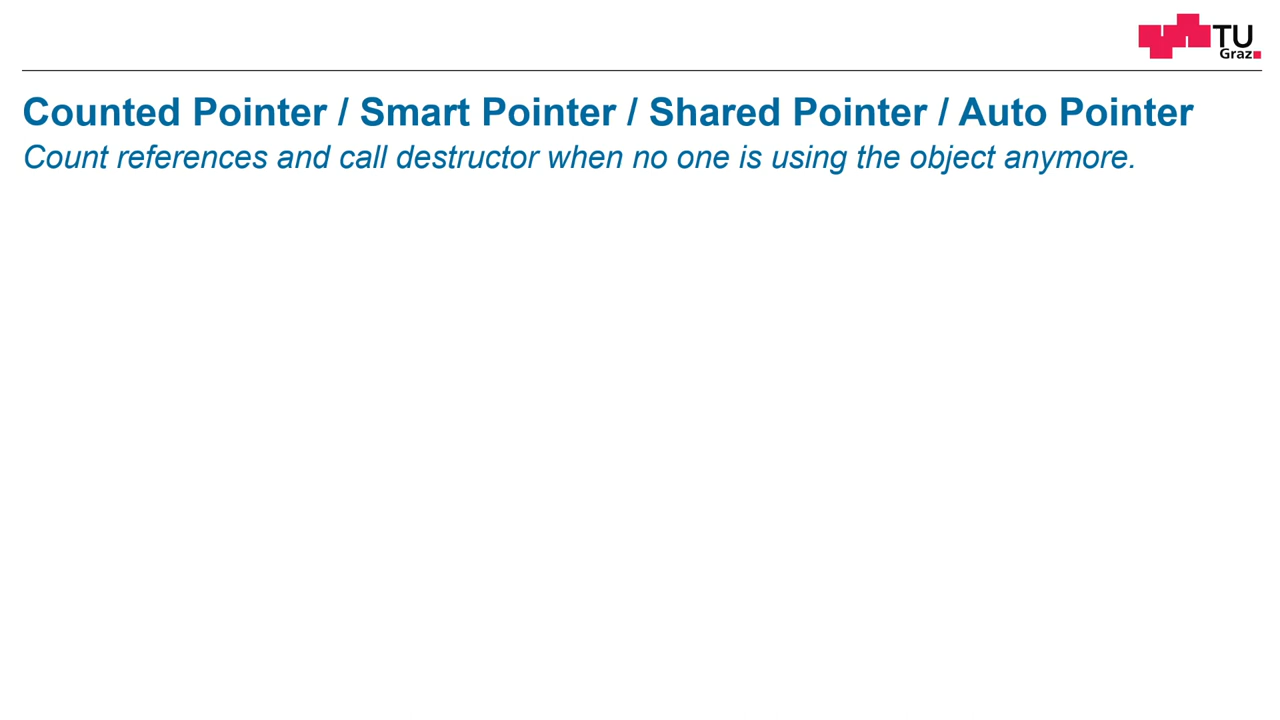 TU
Graz
Counted Pointer / Smart Pointer / Shared Pointer / Auto Pointer
Count references and call destructor when no one is using the object anymore.